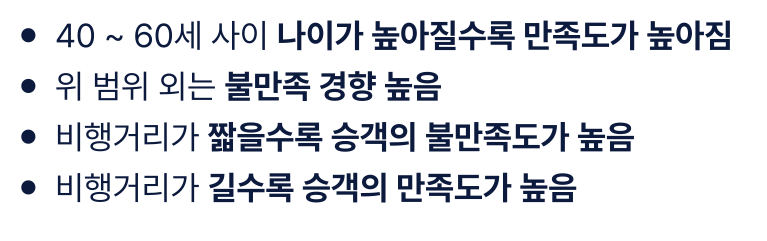 • 40 ~ 60세 사이 나이가 높아질수록 만족도가 높아짐
• 위 범위 외는 불만족 경향 높음
• 비행거리가 짧을수록 승객의 불만족도가 높음
• 비행거리가 길수록 승객의 만족도가 높음